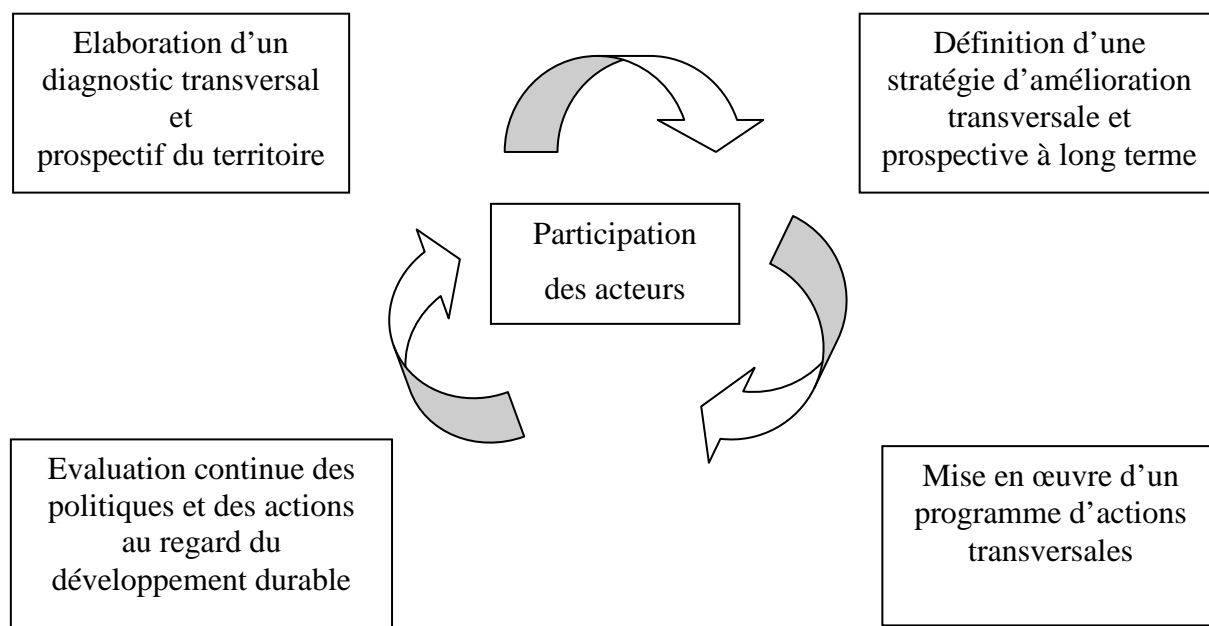 Elaboration d’un
diagnostic transversal
et
prospectif du territoire
Définition d’une
stratégie d’amélioration
transversale et
prospective à long terme
Participation
des acteurs
Evaluation continue des
politiques et des actions
au regard du
développement durable
Mise en œuvre d’un
programme d’actions
transversales